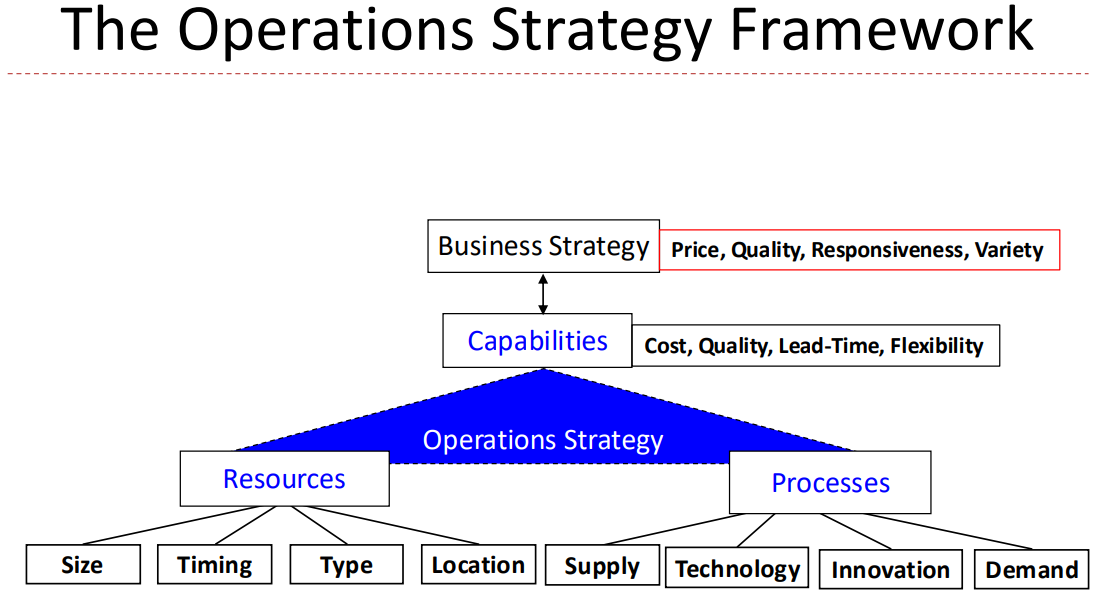 The Operations Strategy Framework
Business Strategy
Price, Quality, Responsiveness, Variety
Capabilities
Cost, Quality, Lead-Time, Flexibility
Operations Strategy
Resources
Processes
Size
Timing
Type
Location
Supply
Technology
Innovation
Demand